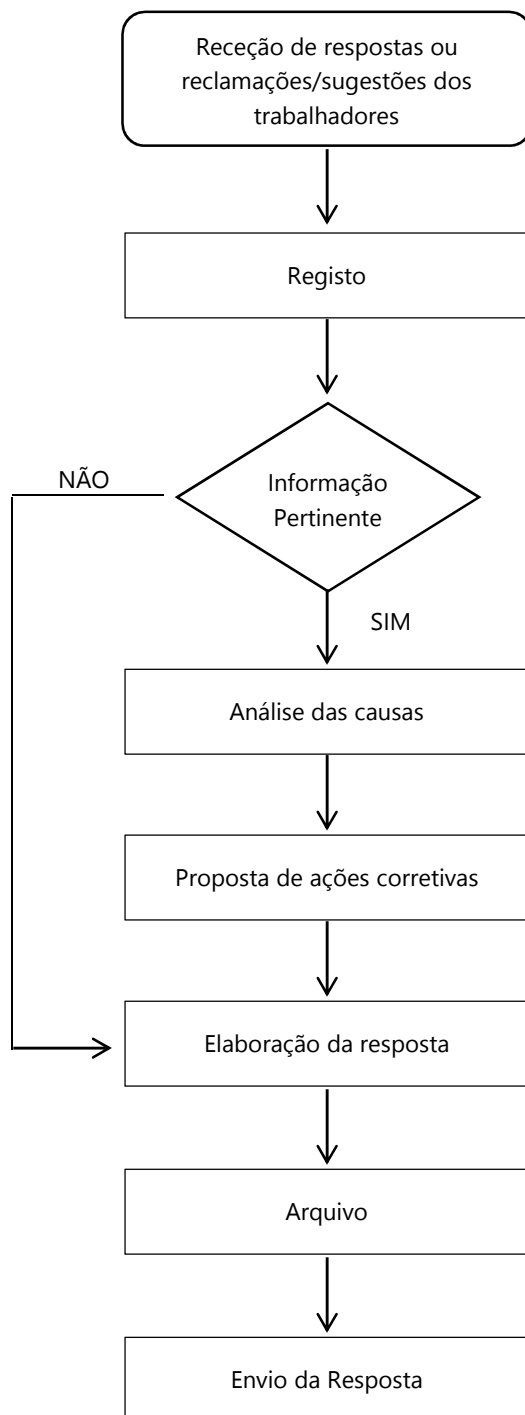 Receção de respostas ou
reclamações/sugestões dos
trabalhadores
Registo
NÃO
Informação
Pertinente
SIM
Análise das causas
Proposta de ações corretivas
Elaboração da resposta
Arquivo
Envio da Resposta